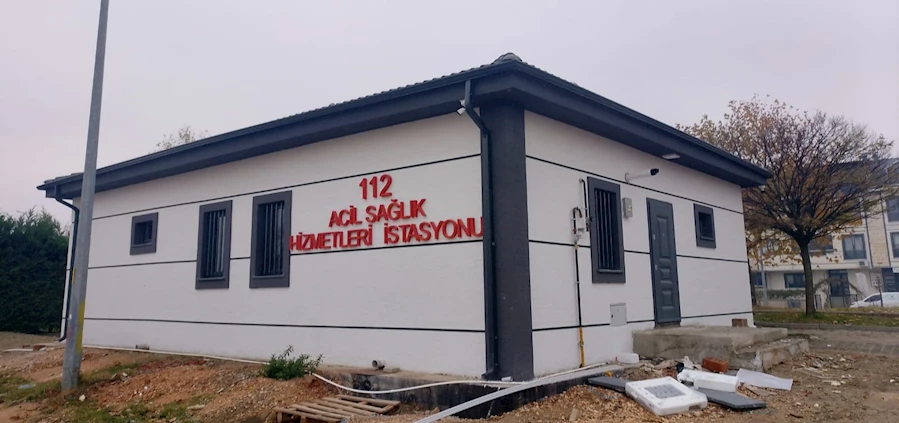 112
ACİL SAĞLIK
HİZMETLERİ İSTASYONU